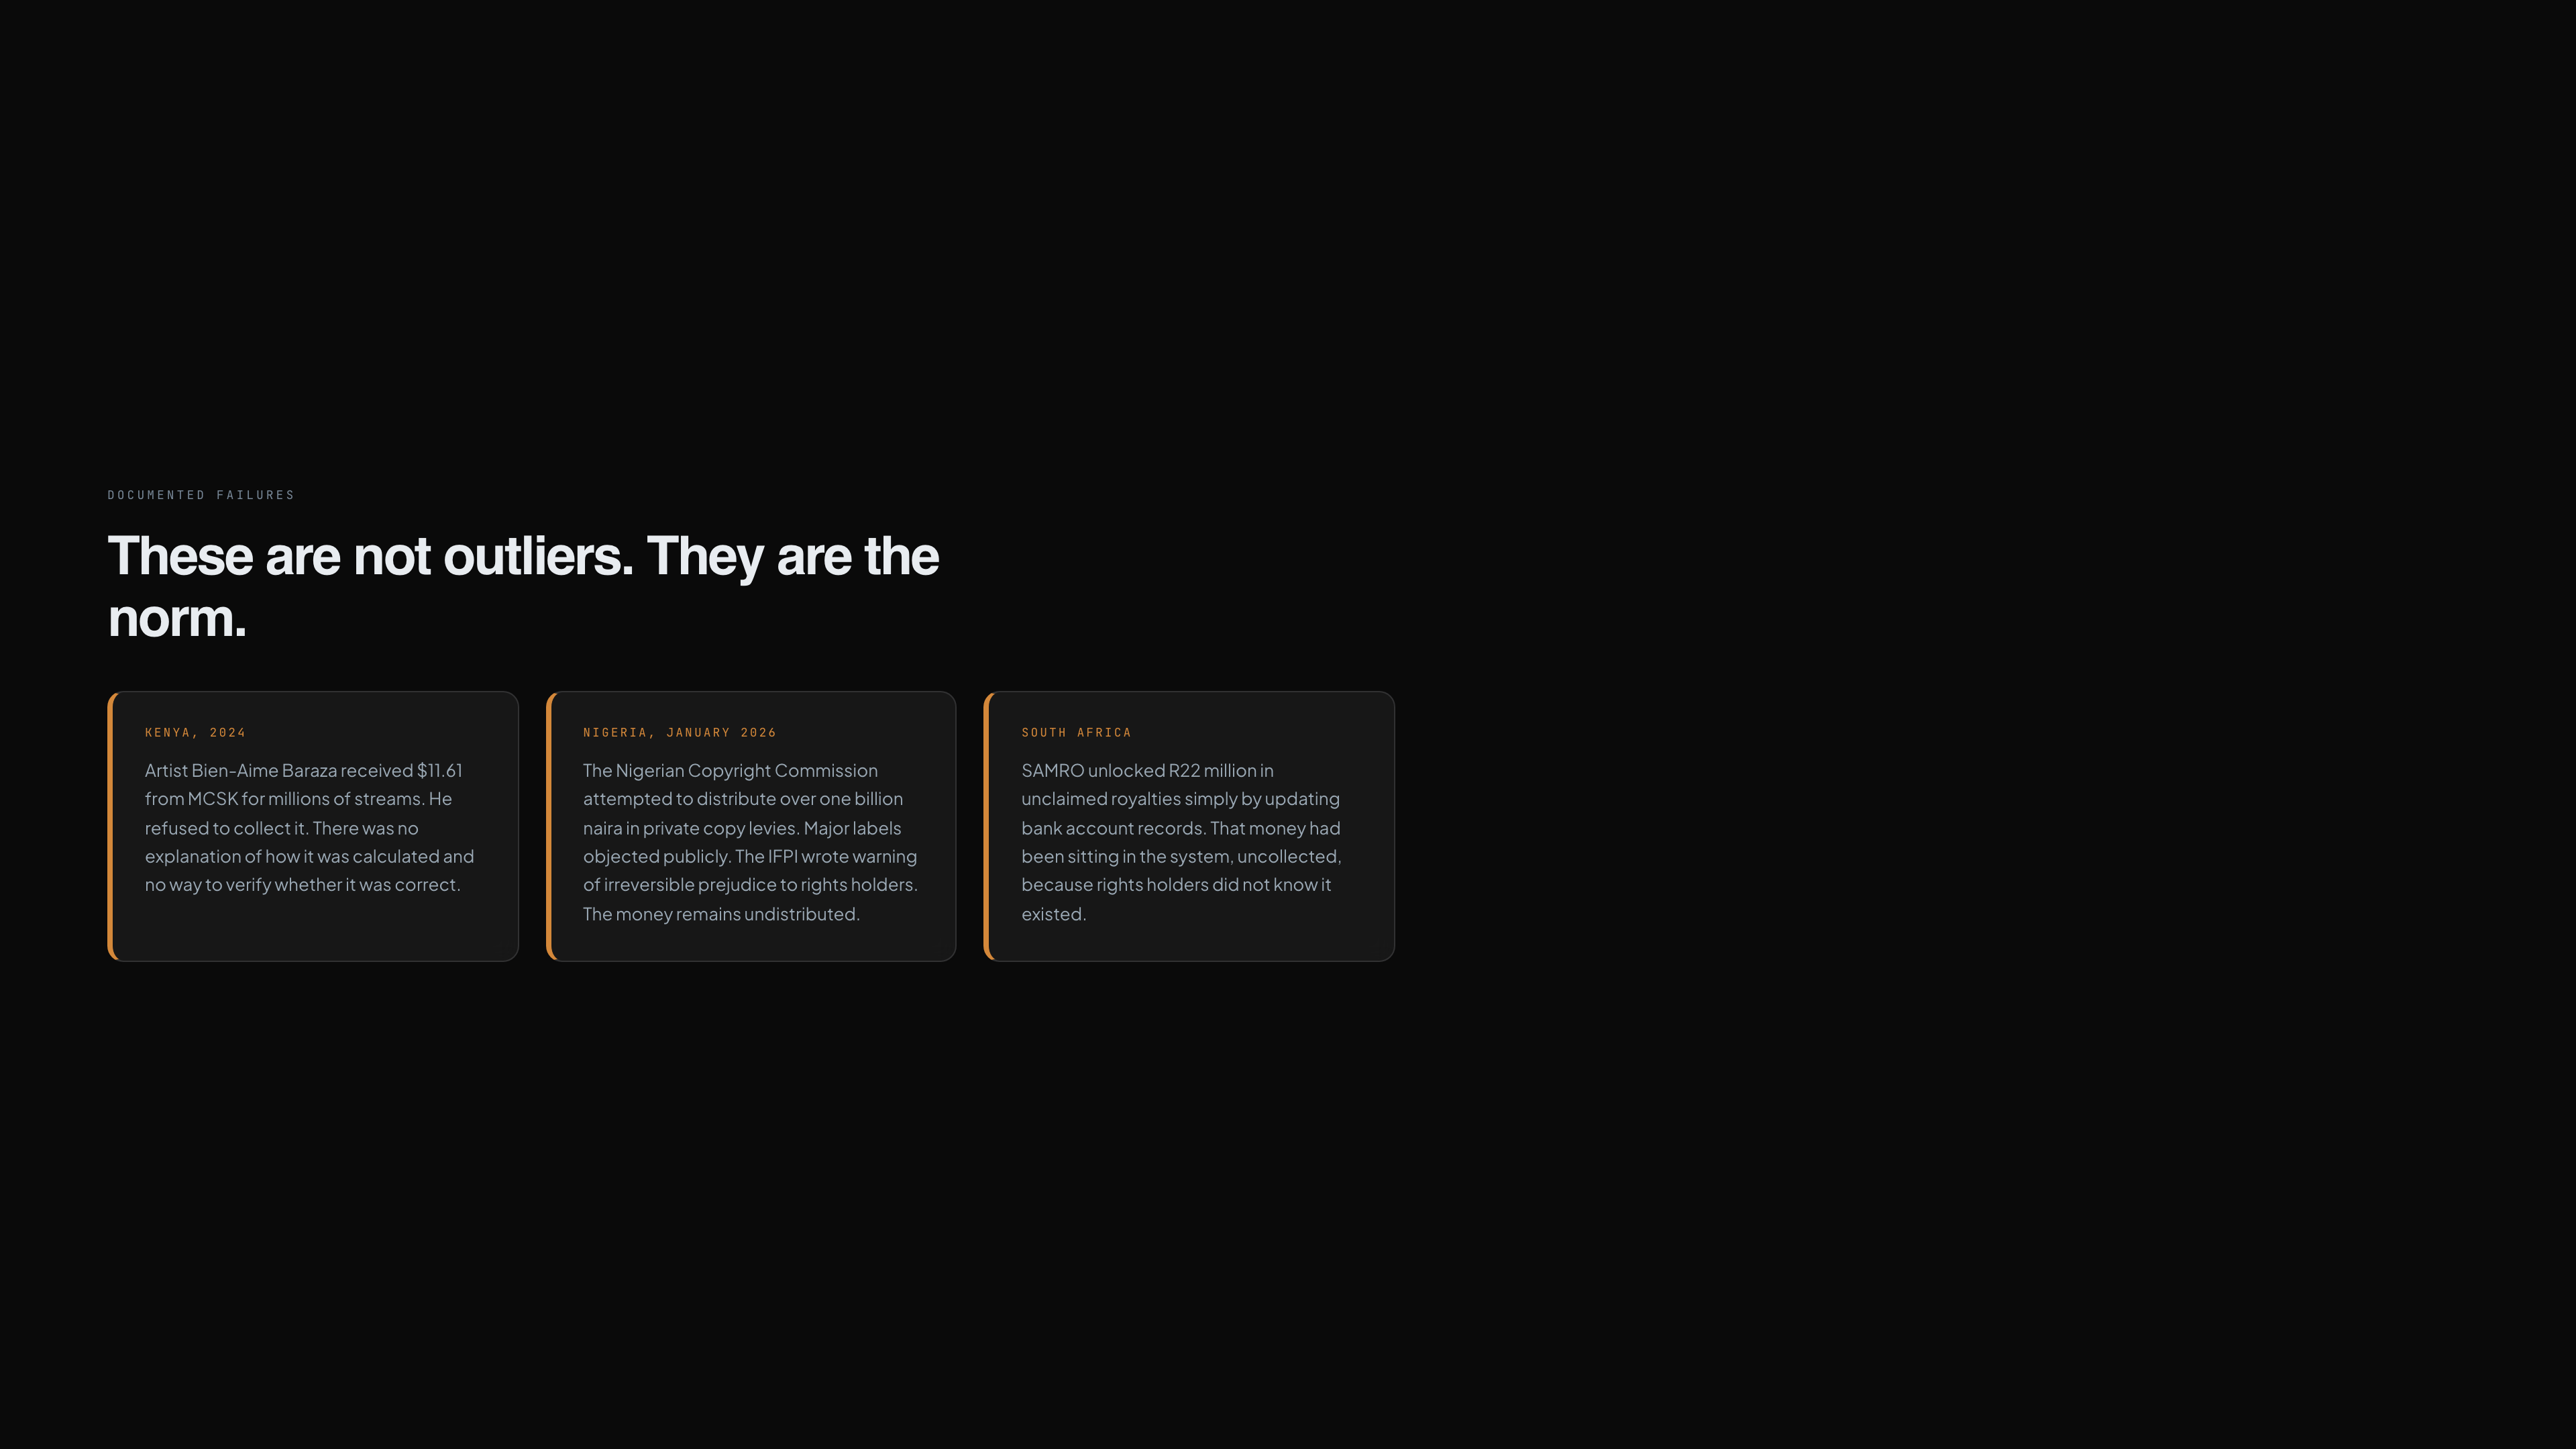 DOCUMENTED FAILURES
These are not outliers. They are the
norm.
KENYA, 2024
Artist Bien-Aime Baraza received $11.61
from MCSK for millions of streams. He
refused to collect it. There was no
explanation of how it was calculated and
no way to verify whether it was correct.
NIGERIA, JANUARY 2026
The Nigerian Copyright Commission
attempted to distribute over one billion
naira in private copy levies. Major labels
objected publicly. The IFPI wrote warning
of irreversible prejudice to rights holders.
The money remains undistributed.
SOUTH AFRICA
SAMRO unlocked R22 million in
unclaimed royalties simply by updating
bank account records. That money had
been sitting in the system, uncollected,
because rights holders did not know it
existed.